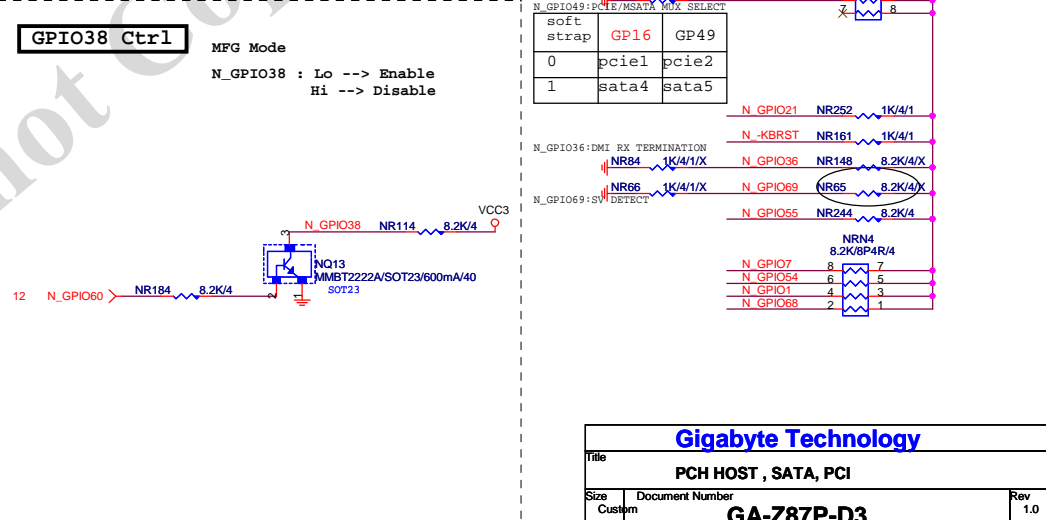 not Cop
GPIO38 Ctrl
MFG Mode
N_GPIO38 : Lo --> Enable
Hi --> Disable
VCC3
3
N_GPIO38
NR114
8.2K/4
NQ13
MMBT2222A/SOT23/600mA/40
SOT23
12
N_GPIO60
NR184
8.2K/4
2
1
N_GPIO49:PCIE/MSATA MUX SELECT
7
8
soft strap GP16 GP49
0 pcie1 pcie2
1 sata4 sata5
N_GPIO21 NR252 1K/4/1
N_-KBRST NR161 1K/4/1
N_GPIO36:DMI RX TERMINATION
NR84 1K/4/1/X N_GPIO36 NR148 8.2K/4/X
NR66 1K/4/1/X N_GPIO69 NR65 8.2K/4/X
N_GPIO69:SV DETECT
N_GPIO55 NR244 8.2K/4
NRN4
8.2K/8P4R/4
N_GPIO7 8 7
N_GPIO54 6 5
N_GPIO1 4 3
N_GPIO68 2 1
Gigabyte Technology
Title
PCH HOST , SATA, PCI
Size Document Number Rev
Custom GA-Z87P-D3 1.0